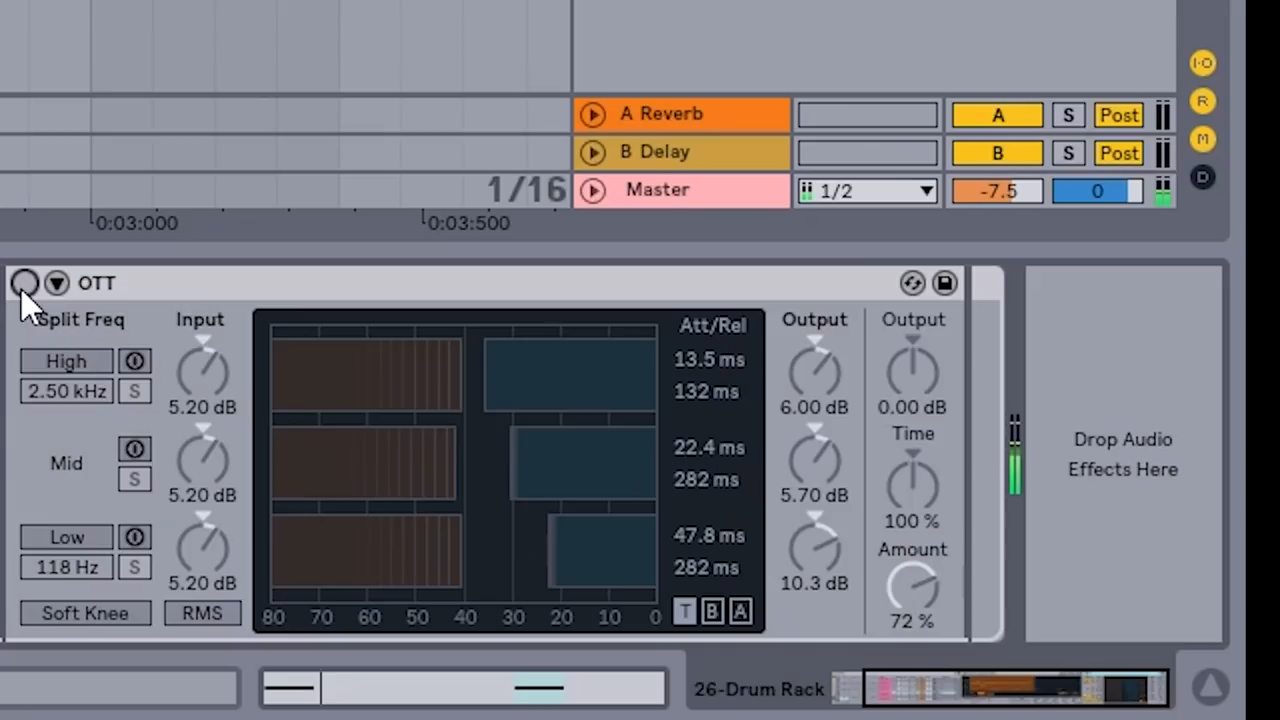 I·O
A Reverb A S Post R
B Delay B S Post M
1/16 Master 1/2 -7.5 0 D
0:03:000 0:03:500
OTT
Split Freq Input Att/Rel Output Output
High 13.5 ms
2.50 kHz S 5.20 dB 132 ms 6.00 dB 0.00 dB
Time
Mid 22.4 ms
S 5.20 dB 282 ms 5.70 dB 100 %
Low 47.8 ms Amount
118 Hz S 5.20 dB 282 ms 10.3 dB
Soft Knee RMS 80 70 60 50 40 30 20 10 0 T B A 72 %
Drop Audio
Effects Here
26-Drum Rack